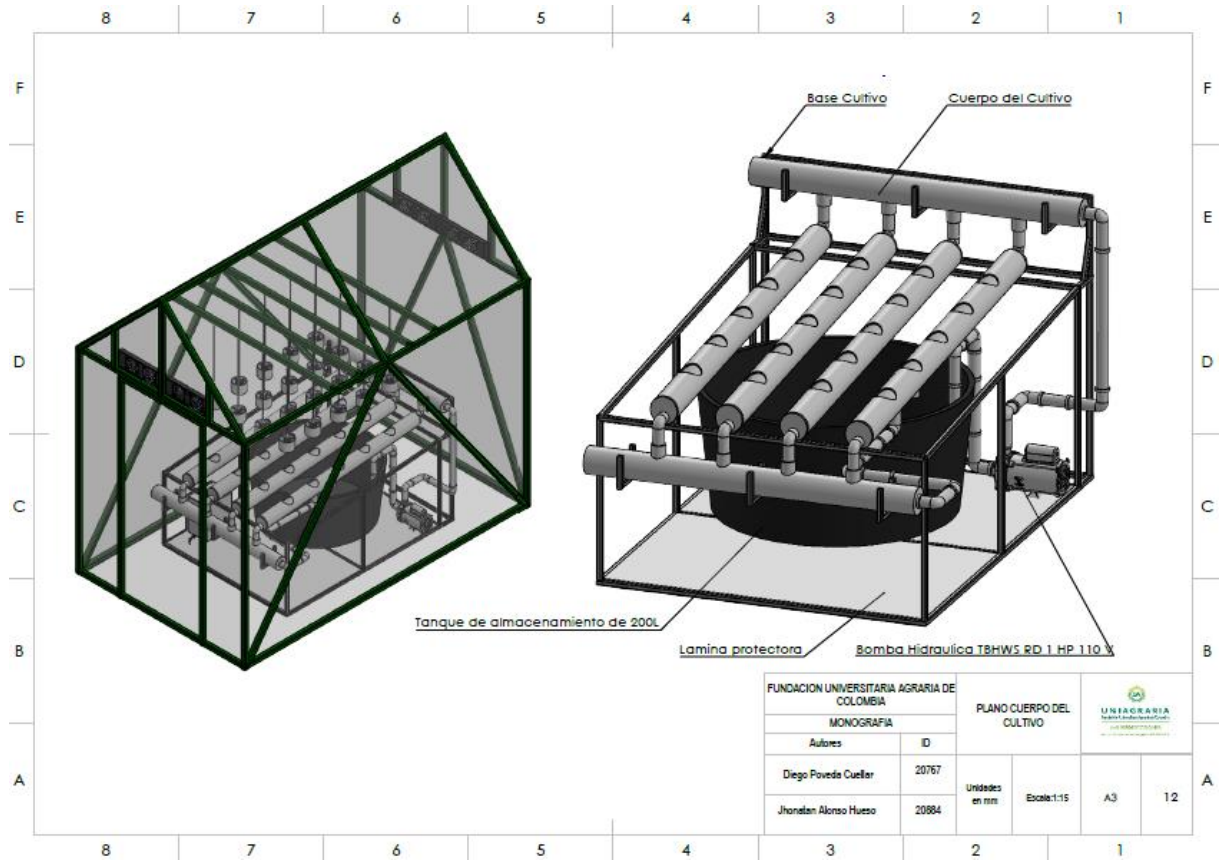 8 7 6 5 4 3 2 1
F F
E E
D D
C C
B B
A A
Base Cultivo
Cuerpo del Cultivo
Tanque de almacenamiento de 200L
Lamina protectora
Bomba Hidraulica TBHWS RD 1 HP 110 V
FUNDACION UNIVERSITARIA AGRARIA DE
COLOMBIA
MONOGRAFIA
Autores ID
Diego Poveda Cuellar 20767
Jhonatan Alonso Hueso 20884
PLANO CUERPO DEL
CULTIVO
UNIAGRARIA
Unidades
en mm
Escala:1:15
A3
12
8 7 6 5 4 3 2 1